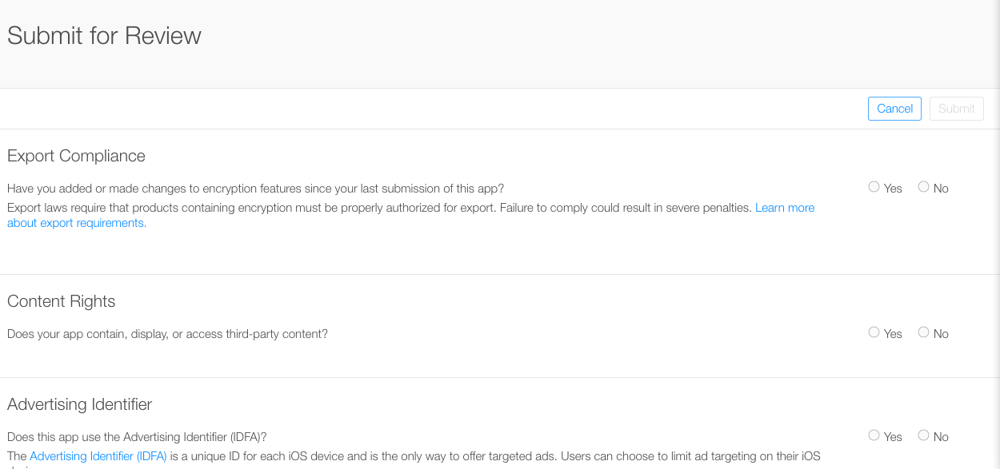 Submit for Review
Cancel Submit
Export Compliance
Have you added or made changes to encryption features since your last submission of this app? Yes No
Export laws require that products containing encryption must be properly authorized for export. Failure to comply could result in severe penalties. Learn more
about export requirements.
Content Rights
Does your app contain, display, or access third-party content? Yes No
Advertising Identifier
Does this app use the Advertising Identifier (IDFA)? Yes No
The Advertising Identifier (IDFA) is a unique ID for each iOS device and is the only way to offer targeted ads. Users can choose to limit ad targeting on their iOS